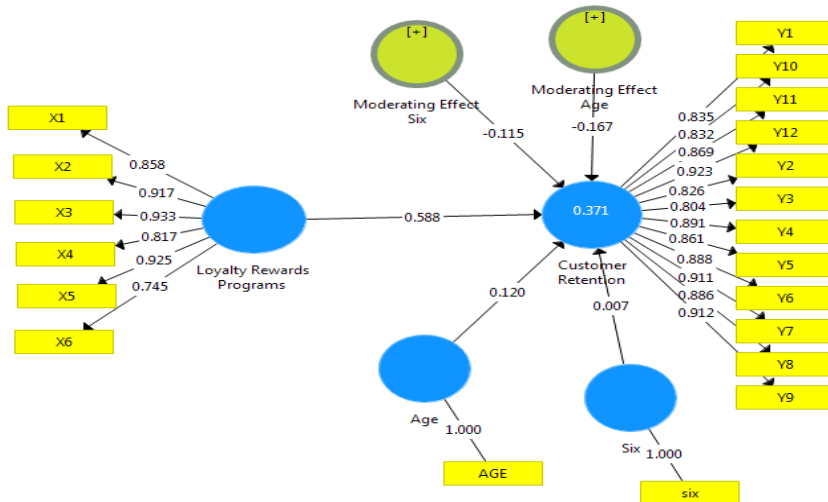 [+]
[+]
Moderating Effect
Six
Moderating Effect
Age
-0.115
-0.167
X1
X2
X3
X4
X5
X6
0.858
0.917
0.933
0.817
0.925
0.745
Loyalty Rewards
Programs
0.588
0.371
Customer
Retention
0.835
0.832
0.869
0.923
0.826
0.804
0.891
0.861
0.888
0.911
0.886
0.912
Y1
Y10
Y11
Y12
Y2
Y3
Y4
Y5
Y6
Y7
Y8
Y9
0.120
0.007
Age
1.000
AGE
Six
1.000
six